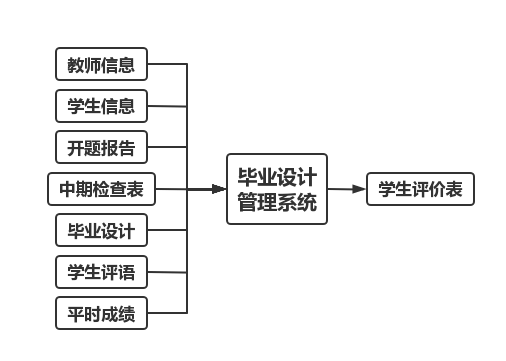 教师信息
学生信息
开题报告
中期检查表
毕业设计
学生评语
平时成绩
毕业设计
管理系统
学生评价表